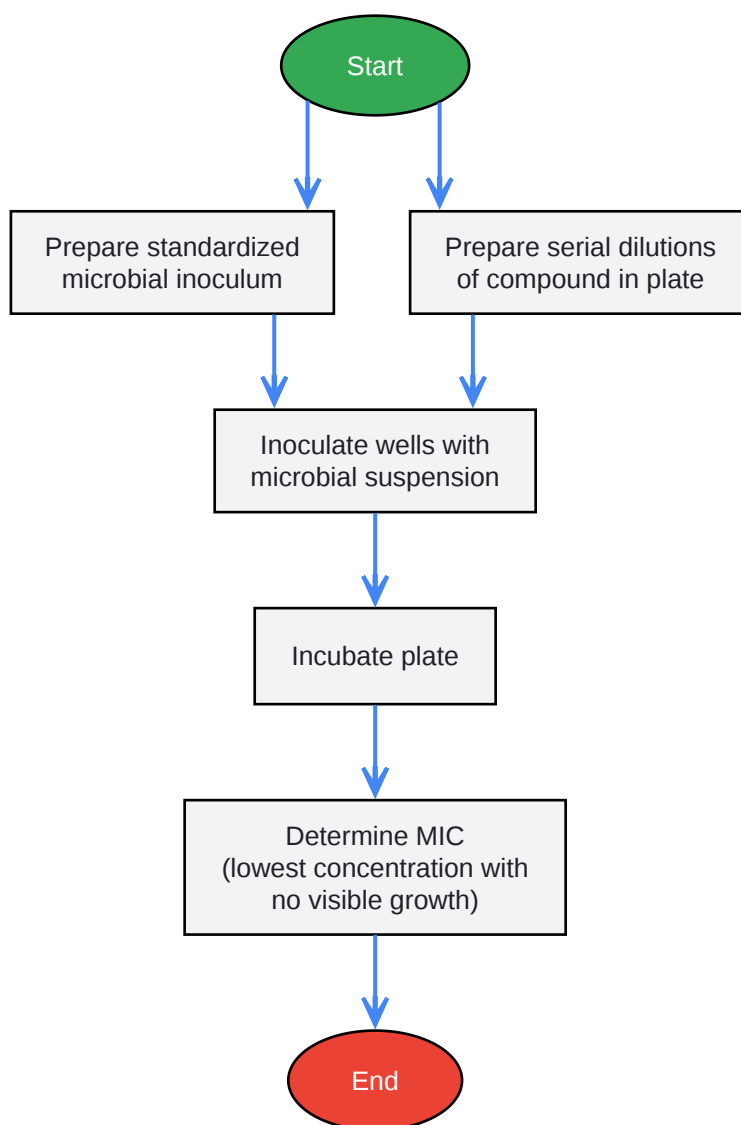 Start
Prepare standardized
microbial inoculum
Prepare serial dilutions
of compound in plate
Inoculate wells with
microbial suspension
Incubate plate
Determine MIC
(lowest concentration with
no visible growth)
End